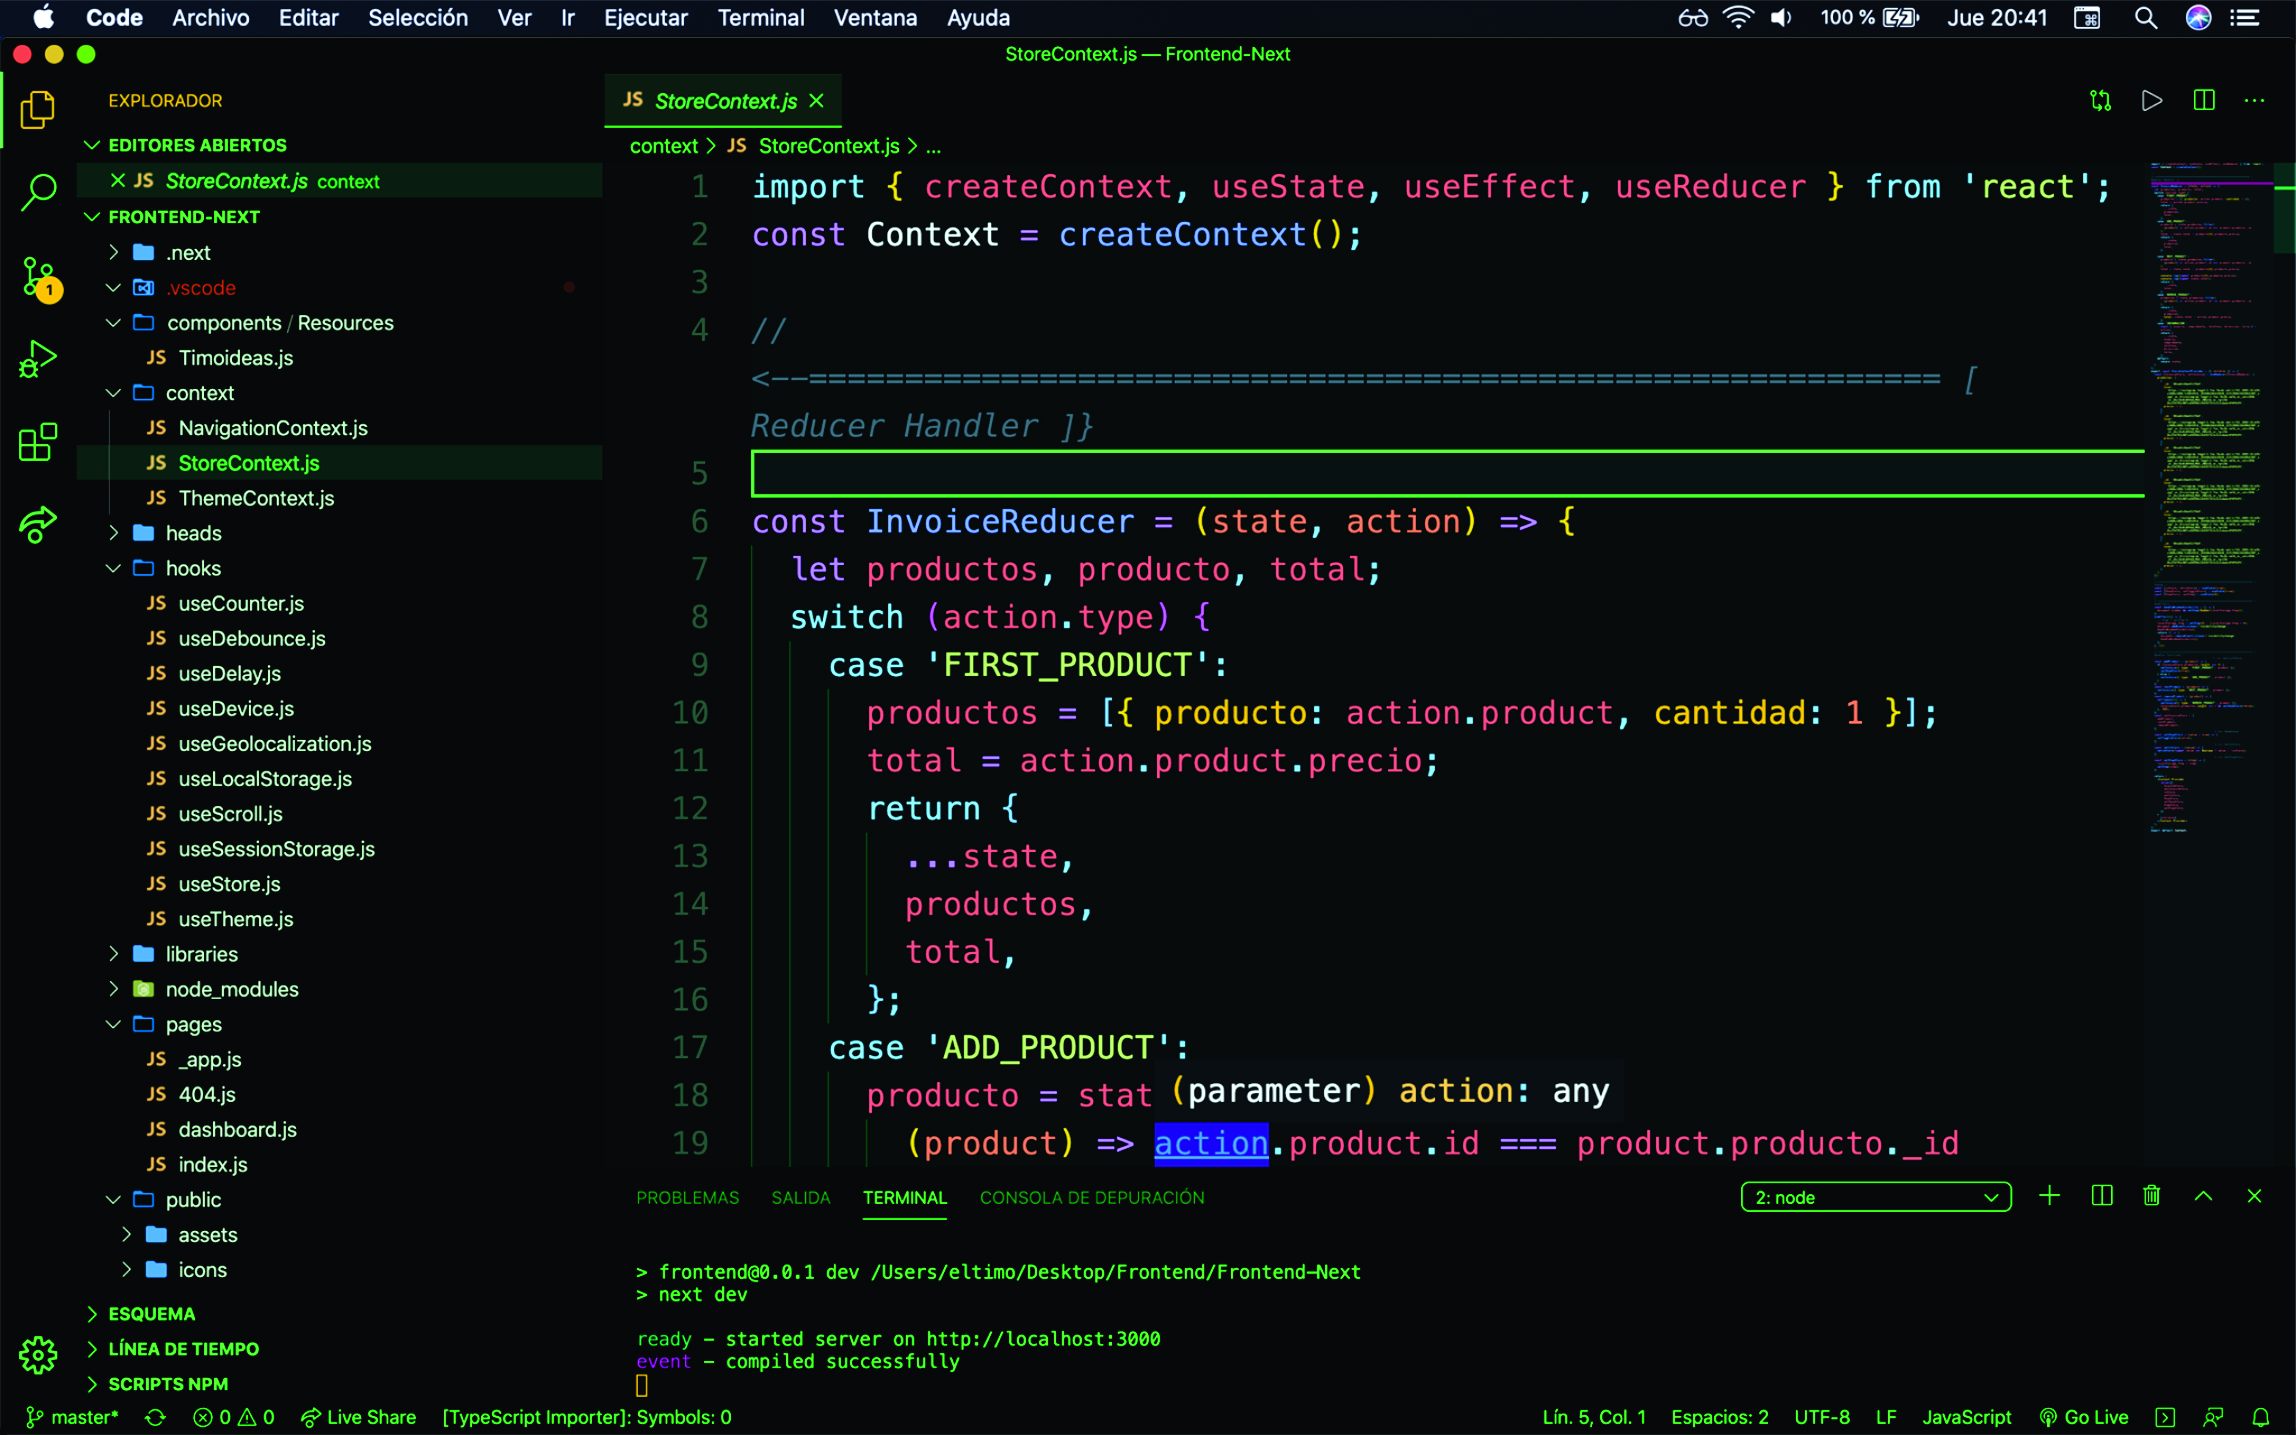 Code Archivo Editar Selección Ver Ir Ejecutar Terminal Ventana Ayuda 100 % Jue 20:41
StoreContext.js — Frontend-Next
EXPLORADOR
EDITORES ABIERTOS
JS StoreContext.js context
FRONTEND-NEXT
.next
.vscode
components / Resources
JS Timoideas.js
context
JS NavigationContext.js
JS StoreContext.js
JS ThemeContext.js
heads
hooks
JS useCounter.js
JS useDebounce.js
JS useDelay.js
JS useDevice.js
JS useGeolocalization.js
JS useLocalStorage.js
JS useScroll.js
JS useSessionStorage.js
JS useStore.js
JS useTheme.js
libraries
node_modules
pages
JS _app.js
JS 404.js
JS dashboard.js
JS index.js
public
assets
icons
ESQUEMA
LÍNEA DE TIEMPO
SCRIPTS NPM
1
JS StoreContext.js
context > JS StoreContext.js > ...
1 import { createContext, useState, useEffect, useReducer } from 'react';
2 const Context = createContext();
3
4 //
<--=========================================================== [
Reducer Handler ]}
5
6 const InvoiceReducer = (state, action) => {
7 let productos, producto, total;
8 switch (action.type) {
9 case 'FIRST_PRODUCT':
10 productos = [{ producto: action.product, cantidad: 1 }];
11 total = action.product.precio;
12 return {
13 ...state,
14 productos,
15 total,
16 };
17 case 'ADD_PRODUCT':
18 producto = stat
(parameter) action: any
19 (product) => action.product.id === product.producto._id
PROBLEMAS SALIDA TERMINAL CONSOLA DE DEPURACIÓN 2: node
> frontend@0.0.1 dev /Users/eltimo/Desktop/Frontend/Frontend-Next
> next dev
ready - started server on http://localhost:3000
event - compiled successfully
master* 0 0 Live Share [TypeScript Importer]: Symbols: 0 Lín. 5, Col. 1 Espacios: 2 UTF-8 LF JavaScript Go Live